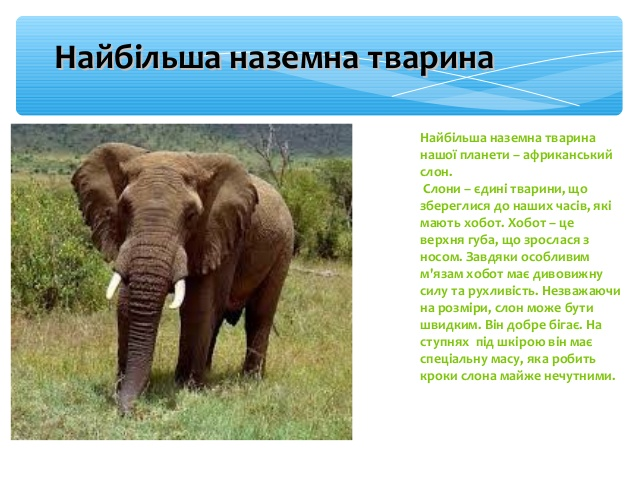 Найбільша наземна тварина
Найбільша наземна тварина
нашої планети – африканський
слон.
Слони – єдині тварини, що
збереглися до наших часів, які
мають хобот. Хобот – це
верхня губа, що зрослася з
носом. Завдяки особливим
м'язам хобот має дивовижну
силу та рухливість. Незважаючи
на розміри, слон може бути
швидким. Він добре бігає. На
ступнях під шкірою він має
спеціальну масу, яка робить
кроки слона майже нечутними.